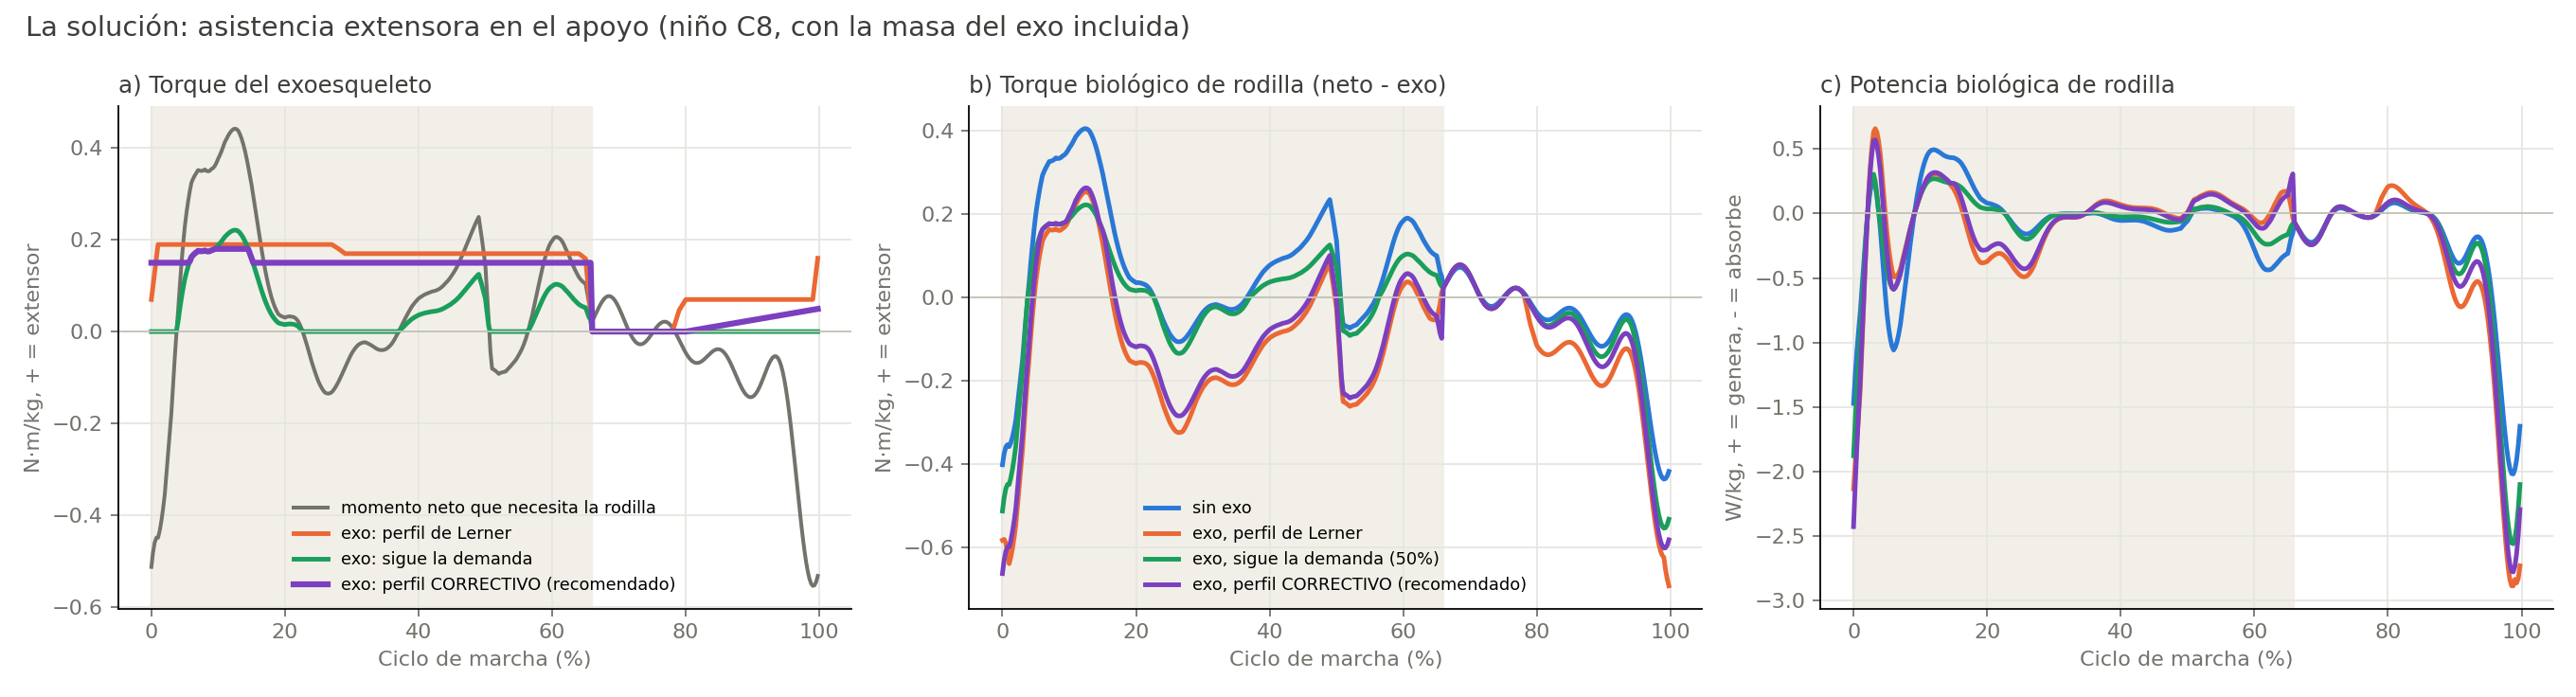 La solución: asistencia extensora en el apoyo (niño C8, con la masa del exo incluida)
a) Torque del exoesqueleto
N·m/kg, + = extensor
0.4
0.2
0.0
−0.2
−0.4
−0.6
momento neto que necesita la rodilla
exo: perfil de Lerner
exo: sigue la demanda
exo: perfil CORRECTIVO (recomendado)
0 20 40 60 80 100
Ciclo de marcha (%)
b) Torque biológico de rodilla (neto - exo)
N·m/kg, + = extensor
0.4
0.2
0.0
−0.2
−0.4
−0.6
sin exo
exo, perfil de Lerner
exo, sigue la demanda (50%)
exo, perfil CORRECTIVO (recomendado)
0 20 40 60 80 100
Ciclo de marcha (%)
c) Potencia biológica de rodilla
W/kg, + = genera, - = absorbe
0.5
0.0
−0.5
−1.0
−1.5
−2.0
−2.5
−3.0
0 20 40 60 80 100
Ciclo de marcha (%)